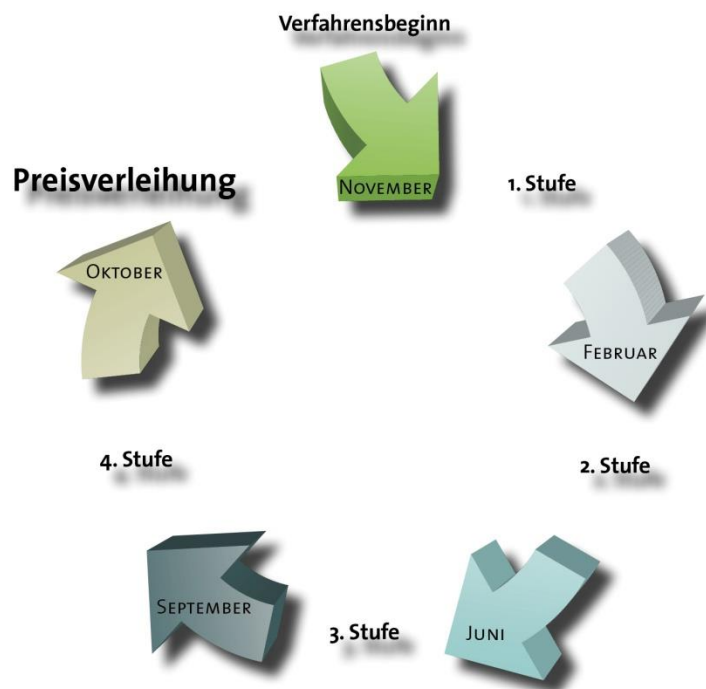 Verfahrensbeginn
November
1. Stufe
Februar
2. Stufe
Juni
3. Stufe
September
4. Stufe
Oktober
Preisverleihung